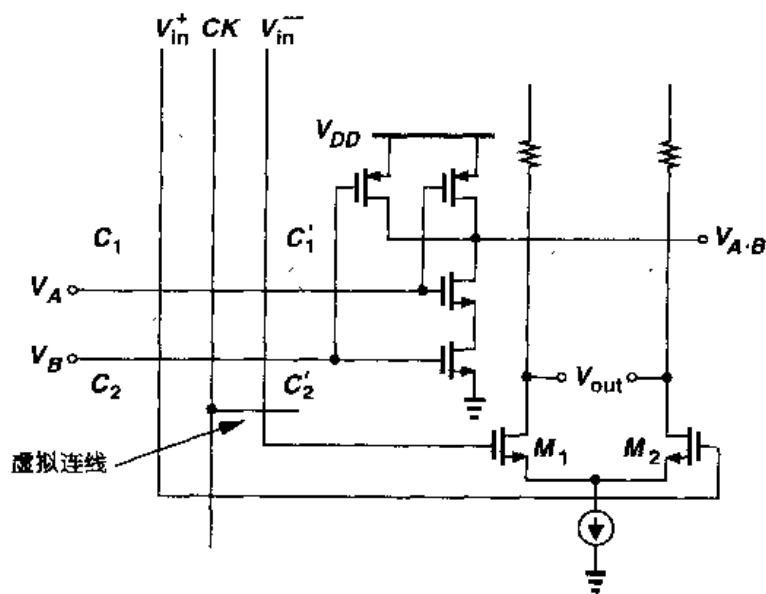 V_in^+ CK V_in^-
V_DD
C_1 C_1'
V_A·B
V_A
V_B
C_2 C_2'
V_out
虚拟连线
M_1 M_2